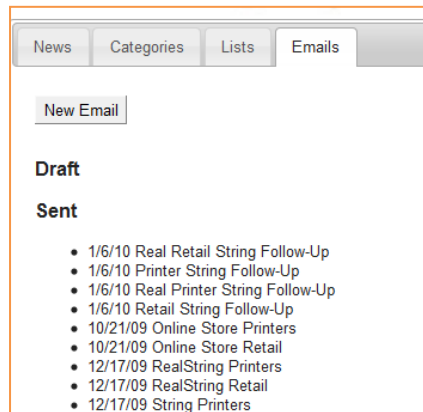 News Categories Lists Emails
New Email
Draft
Sent
1/6/10 Real Retail String Follow-Up
1/6/10 Printer String Follow-Up
1/6/10 Real Printer String Follow-Up
1/6/10 Retail String Follow-Up
10/21/09 Online Store Printers
10/21/09 Online Store Retail
12/17/09 RealString Printers
12/17/09 RealString Retail
12/17/09 String Printers